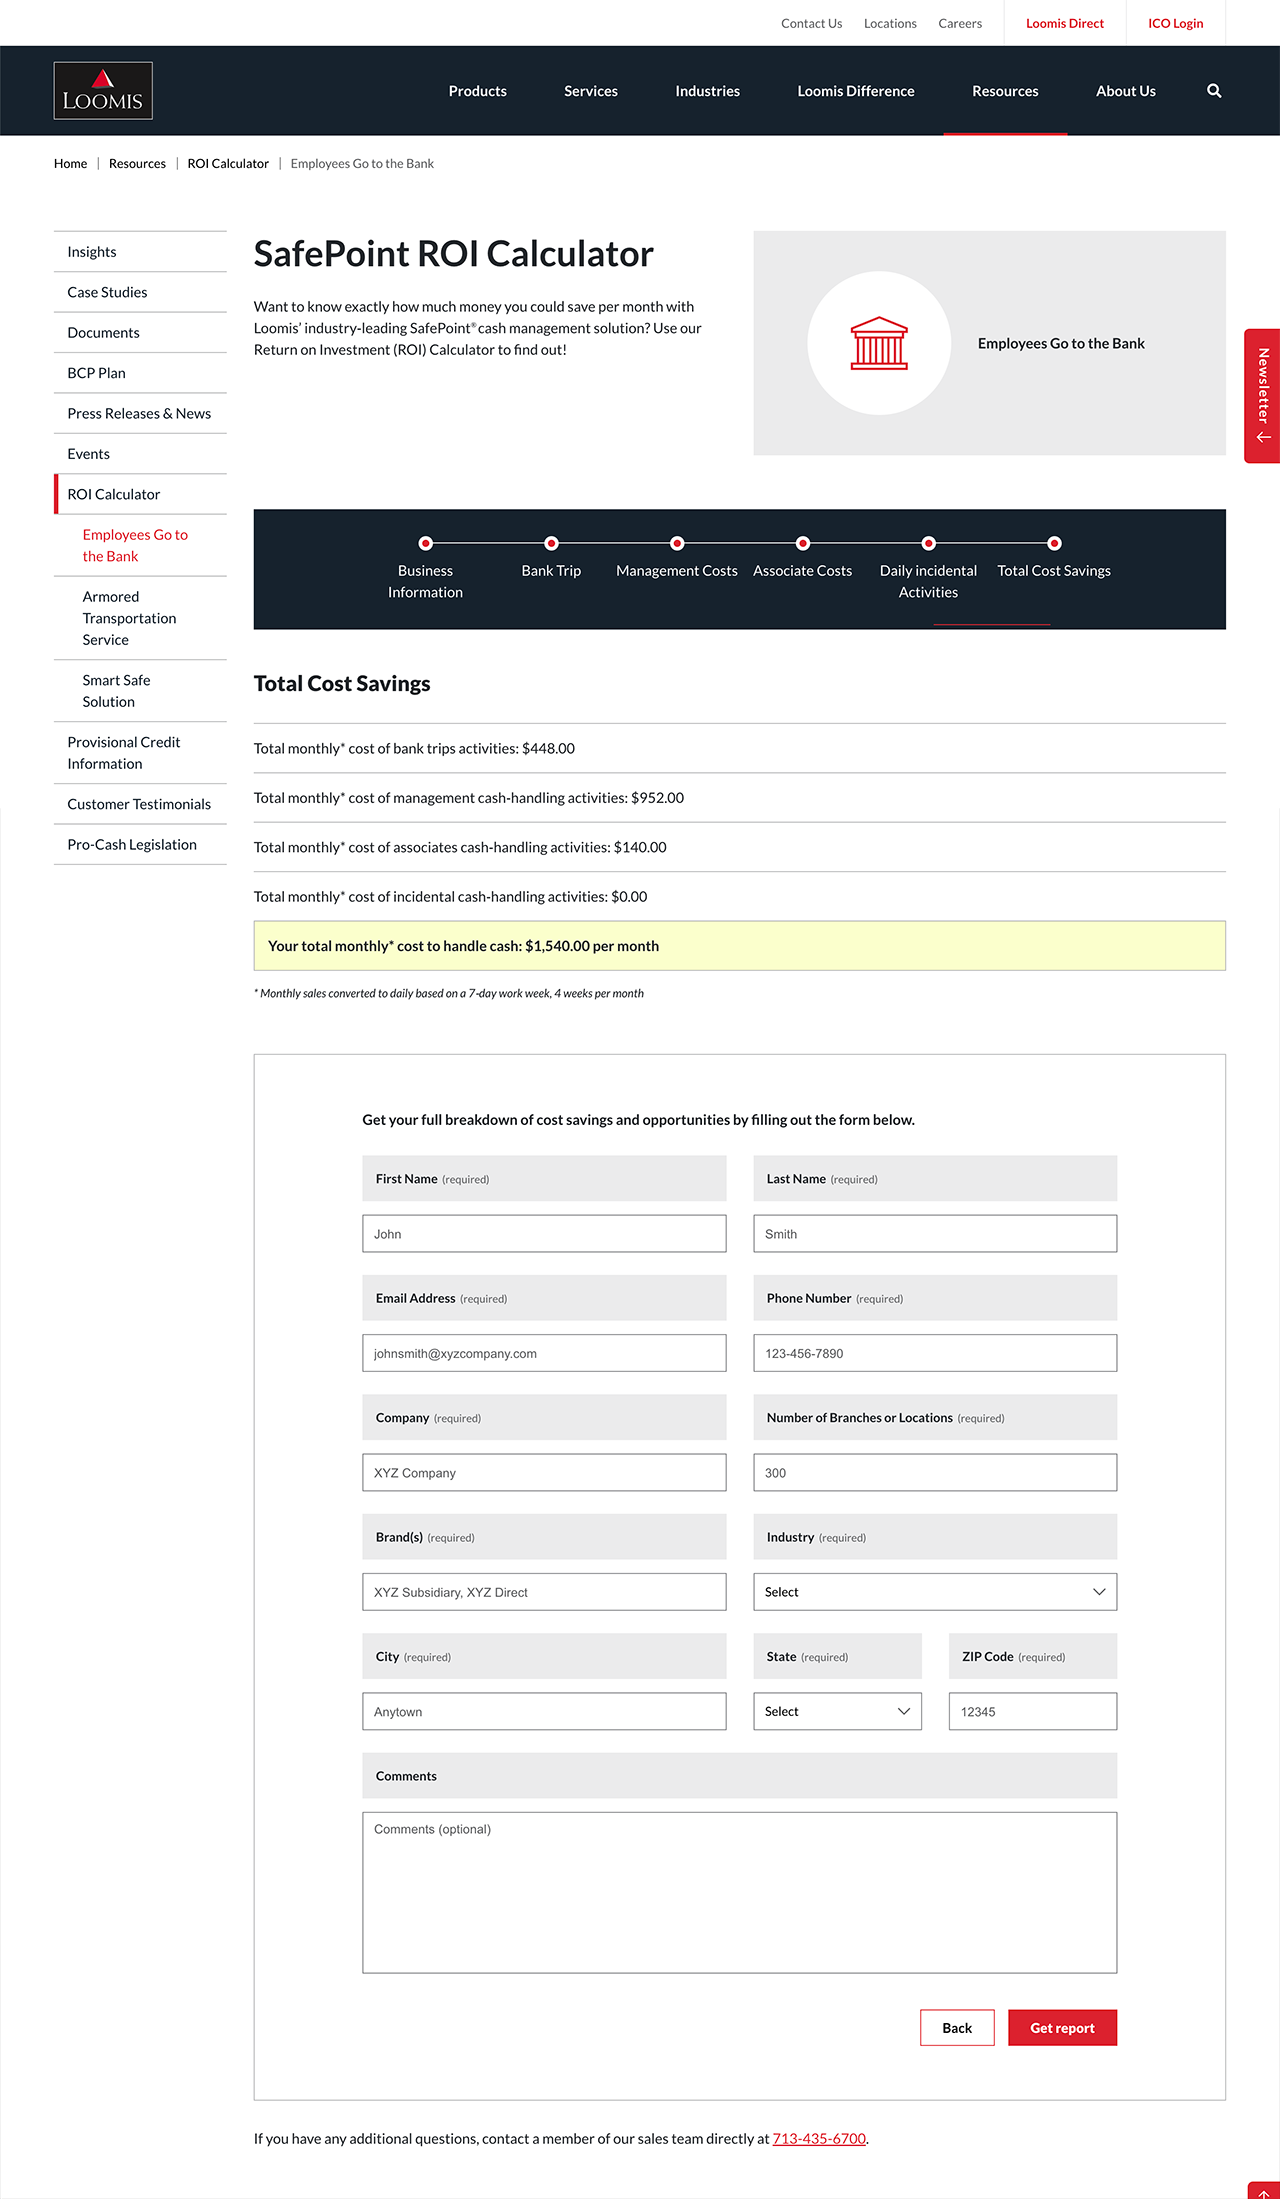 Contact Us Locations Careers Loomis Direct ICO Login
LOOMIS
Products Services Industries Loomis Difference Resources About Us
Home | Resources | ROI Calculator | Employees Go to the Bank
Insights
Case Studies
Documents
BCP Plan
Press Releases & News
Events
ROI Calculator
Employees Go to
the Bank
Armored
Transportation
Service
Smart Safe
Solution
Provisional Credit
Information
Customer Testimonials
Pro-Cash Legislation
SafePoint ROI Calculator
Want to know exactly how much money you could save per month with
Loomis’ industry-leading SafePoint® cash management solution? Use our
Return on Investment (ROI) Calculator to find out!
Employees Go to the Bank
Newsletter
Business
Information
Bank Trip
Management Costs
Associate Costs
Daily incidental
Activities
Total Cost Savings
Total Cost Savings
Total monthly* cost of bank trips activities: $448.00
Total monthly* cost of management cash-handling activities: $952.00
Total monthly* cost of associates cash-handling activities: $140.00
Total monthly* cost of incidental cash-handling activities: $0.00
Your total monthly* cost to handle cash: $1,540.00 per month
* Monthly sales converted to daily based on a 7-day work week, 4 weeks per month
Get your full breakdown of cost savings and opportunities by filling out the form below.
First Name (required) Last Name (required)
John Smith
Email Address (required) Phone Number (required)
johnsmith@xyzcompany.com 123-456-7890
Company (required) Number of Branches or Locations (required)
XYZ Company 300
Brand(s) (required) Industry (required)
XYZ Subsidiary, XYZ Direct Select
City (required) State (required) ZIP Code (required)
Anytown Select 12345
Comments
Comments (optional)
Back Get report
If you have any additional questions, contact a member of our sales team directly at 713-435-6700.